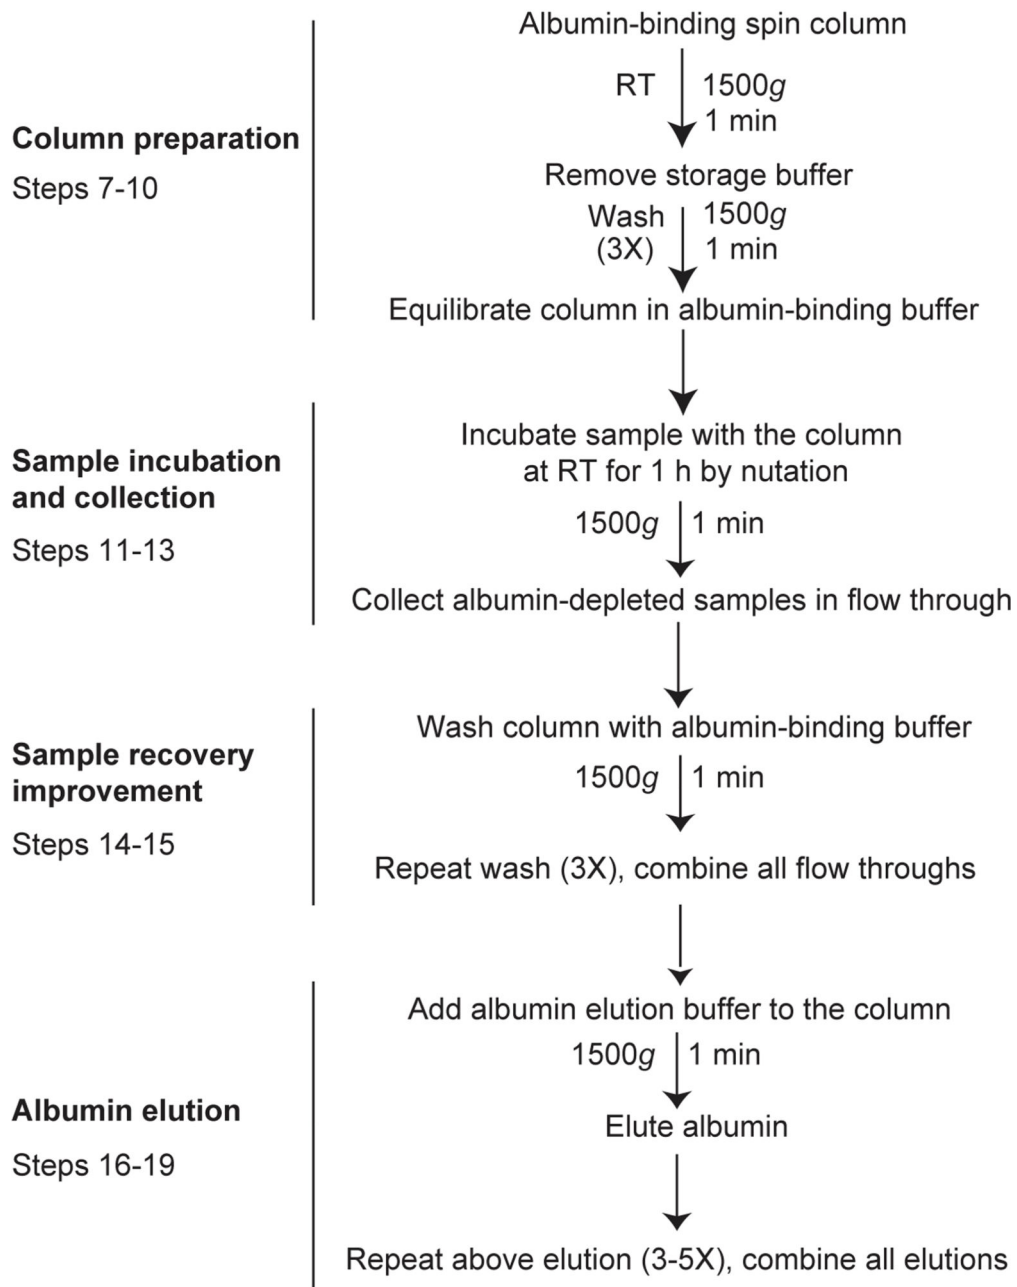 Albumin-binding spin column
RT
1500g
1 min
Column preparation
Steps 7-10
Remove storage buffer
Wash
(3X)
1500g
1 min
Equilibrate column in albumin-binding buffer
Sample incubation
and collection
Steps 11-13
Incubate sample with the column
at RT for 1 h by nutation
1500g
1 min
Collect albumin-depleted samples in flow through
Sample recovery
improvement
Steps 14-15
Wash column with albumin-binding buffer
1500g
1 min
Repeat wash (3X), combine all flow throughs
Albumin elution
Steps 16-19
Add albumin elution buffer to the column
1500g
1 min
Elute albumin
Repeat above elution (3-5X), combine all elutions